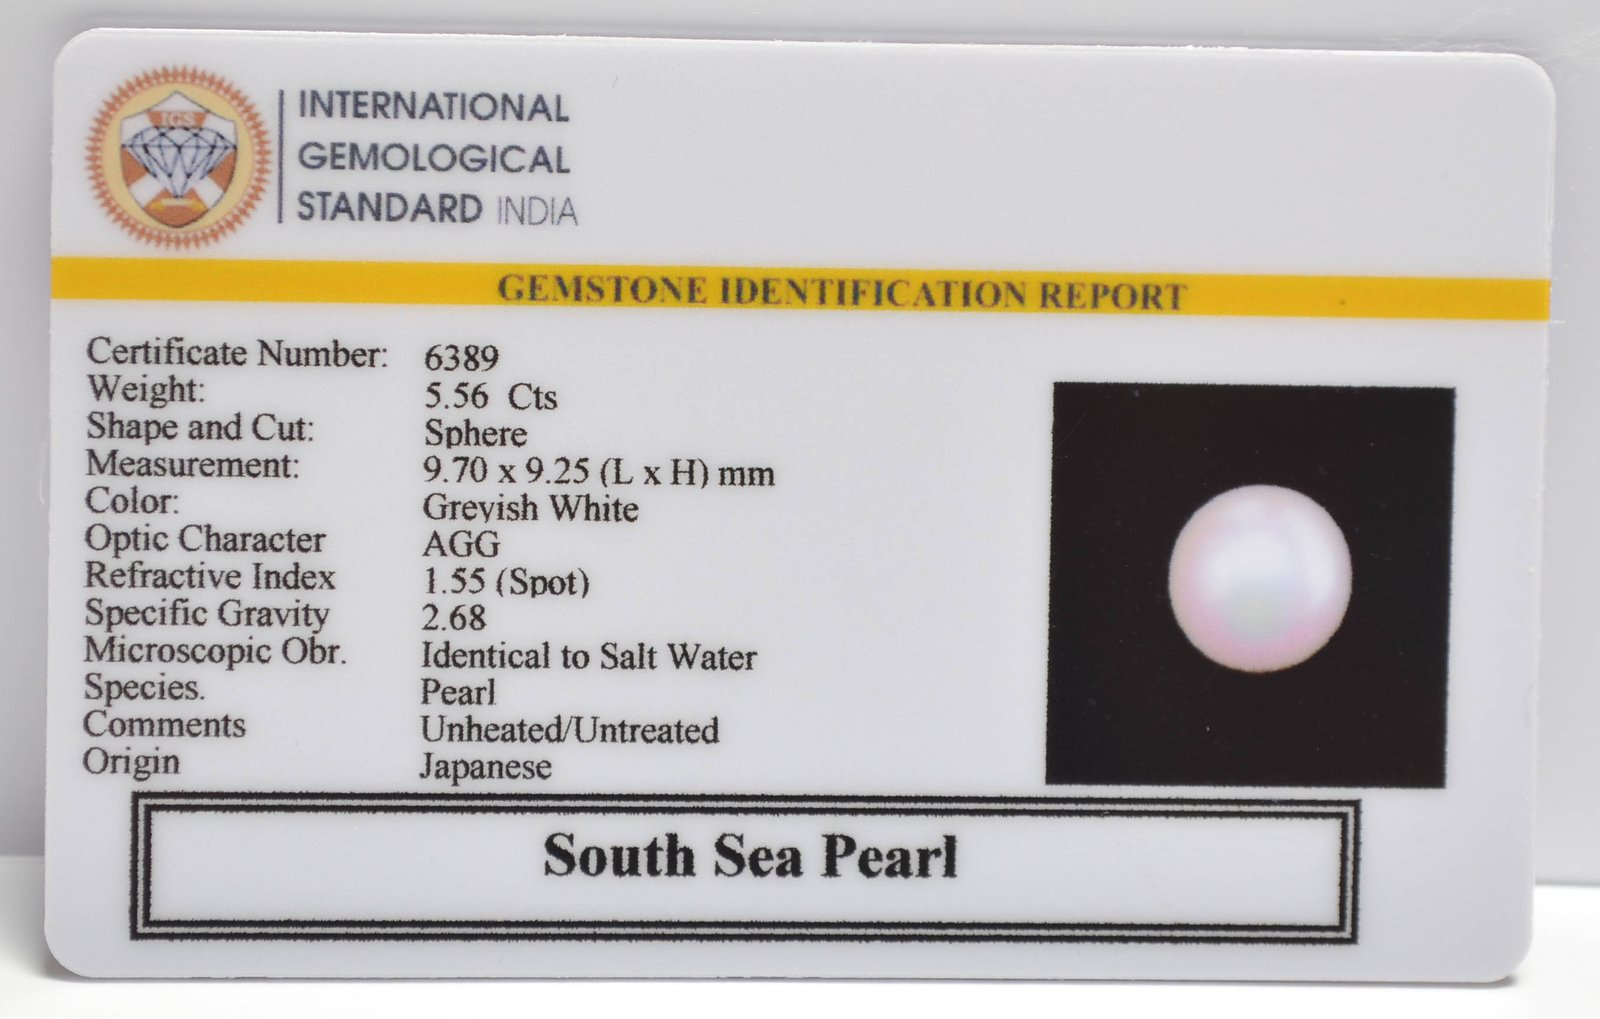 IGS
INTERNATIONAL
GEMOLOGICAL
STANDARD INDIA
GEMSTONE IDENTIFICATION REPORT
Certificate Number: 6389
Weight: 5.56 Cts
Shape and Cut: Sphere
Measurement: 9.70 x 9.25 (L x H) mm
Color: Greyish White
Optic Character AGG
Refractive Index 1.55 (Spot)
Specific Gravity 2.68
Microscopic Obr. Identical to Salt Water
Species. Pearl
Comments Unheated/Untreated
Origin Japanese
South Sea Pearl